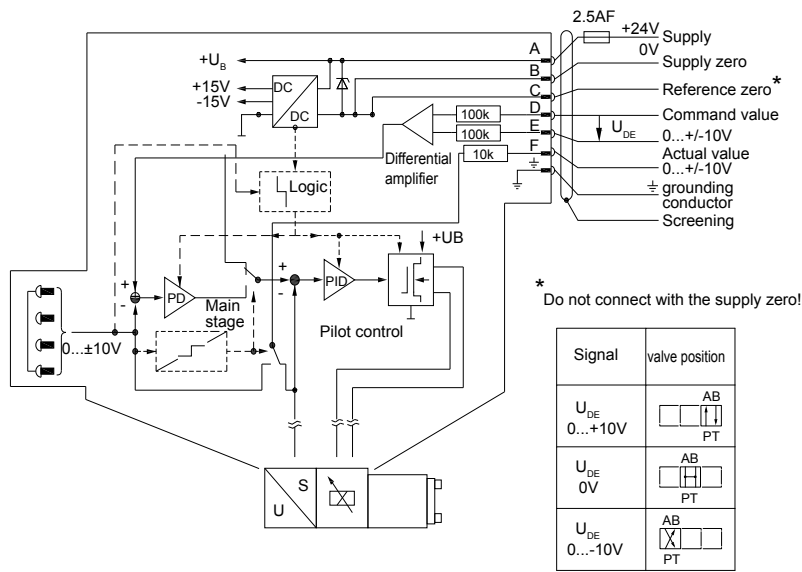 2.5AF
+24V
Supply
0V
Supply zero
Reference zero*
Command value
U_DE
0...+/-10V
Actual value
0...+/-10V
grounding
conductor
Screening
A
B
C
D
E
F
+U_B
+15V
-15V
DC
DC
100k
100k
10k
Differential
amplifier
Logic
+UB
+
-
PD
Main
stage
+
-
PID
Pilot control
0...±10V
S
U
*
Do not connect with the supply zero!
Signal valve position
U_DE
0...+10V
AB
PT
U_DE
0V
AB
PT
U_DE
0...-10V
AB
PT